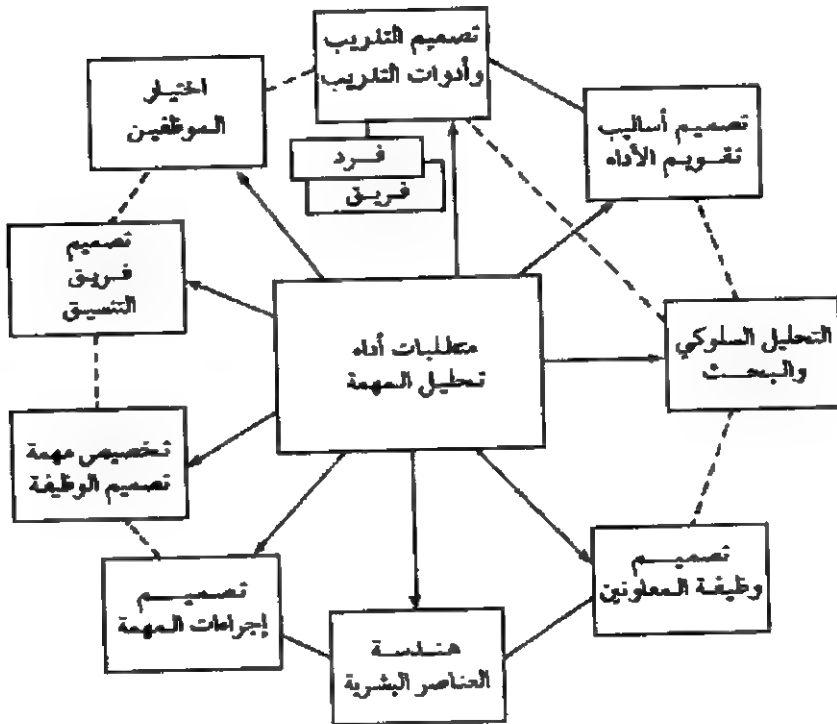 تصميم التدريب
وأدوات التدريب
فرد
فريق
تصميم أساليب
تقويم الأداء
اختيار
الموظفين
تصميم
فريق
التنسيق
متطلبات أداء
تحليل المهمة
التحليل السلوكي
والبحث
تخصيص مهمة
تصميم الوظيفة
تصميم
وظيفة المعاونين
تصميم
إجراءات المهمة
هندسة
العناصر البشرية